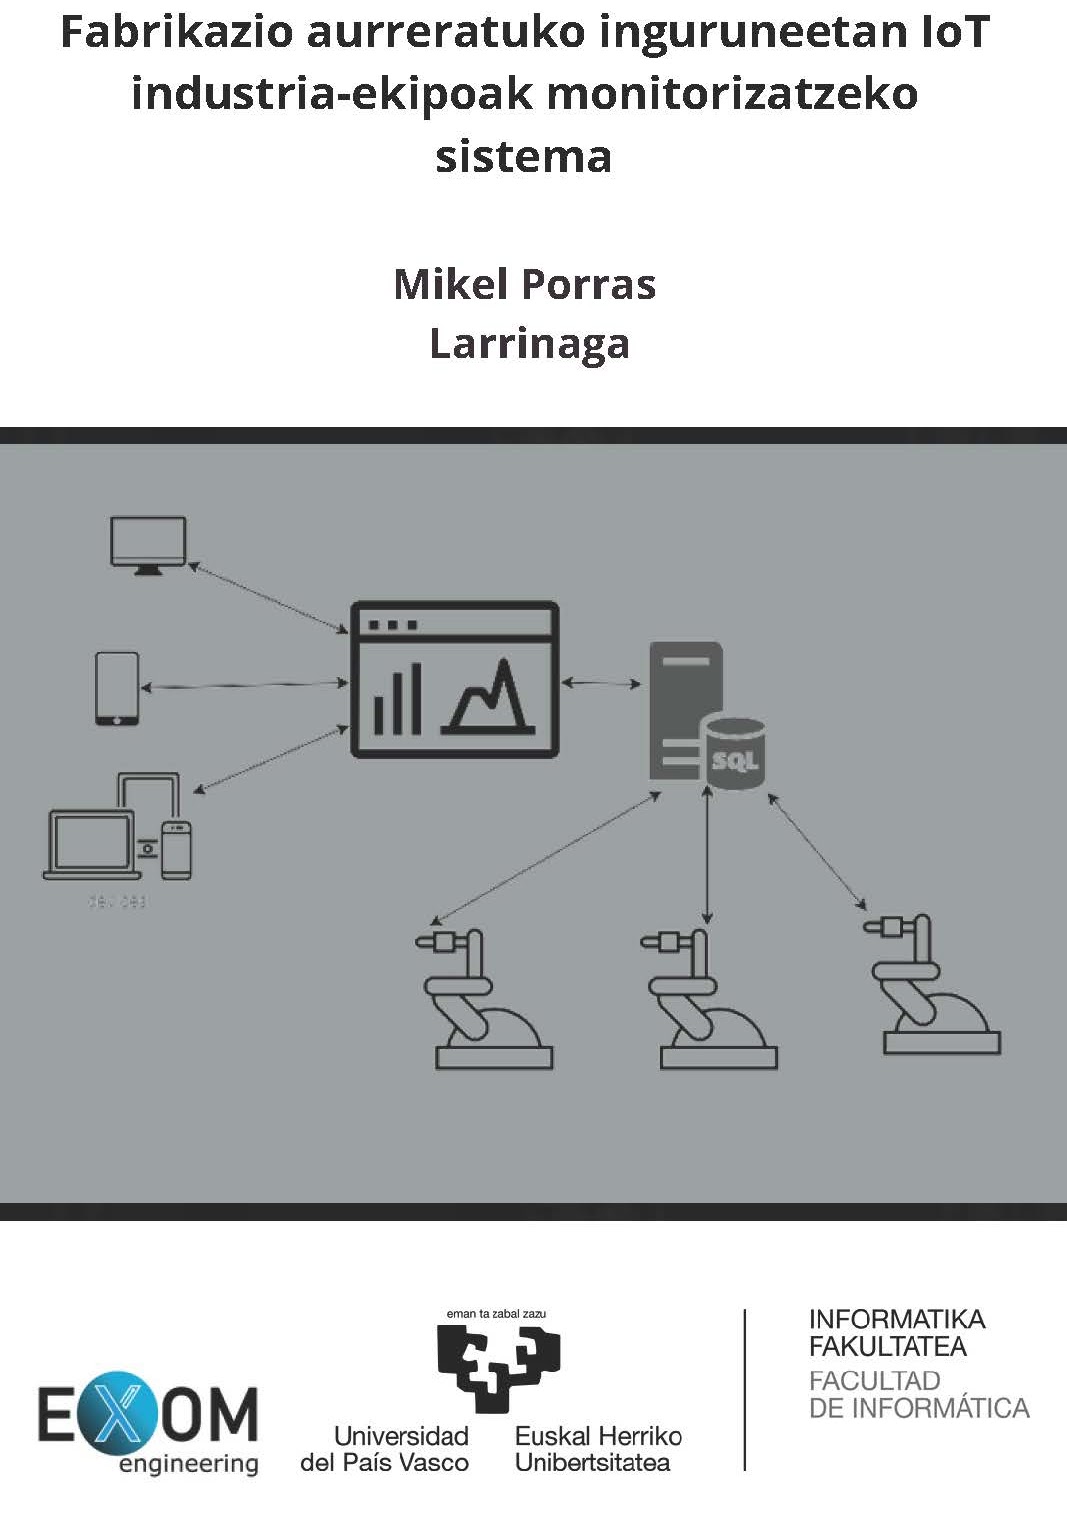 Fabrikazio aurreratuko inguruneetan IoT
industria-ekipoak monitorizatzeko
sistema
Mikel Porras
Larrinaga
SQL
EXOM
engineering
eman ta zabal zazu
Universidad
del País Vasco
Euskal Herriko
Unibertsitatea
INFORMATIKA
FAKULTATEA
FACULTAD
DE INFORMÁTICA